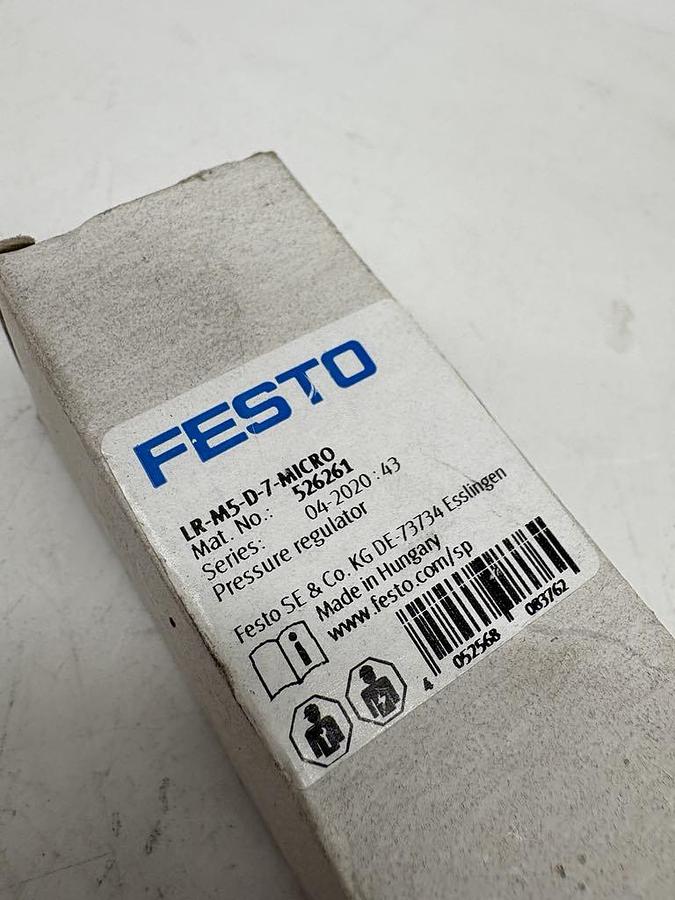 FESTO
LR-M5-D-7-MICRO
Mat. No.: 526261
Series: 04-2020 : 43
Pressure regulator
Festo SE & Co. KG DE-73734 Esslingen
Made in Hungary
www.festo.com/sp
4 052568 083762